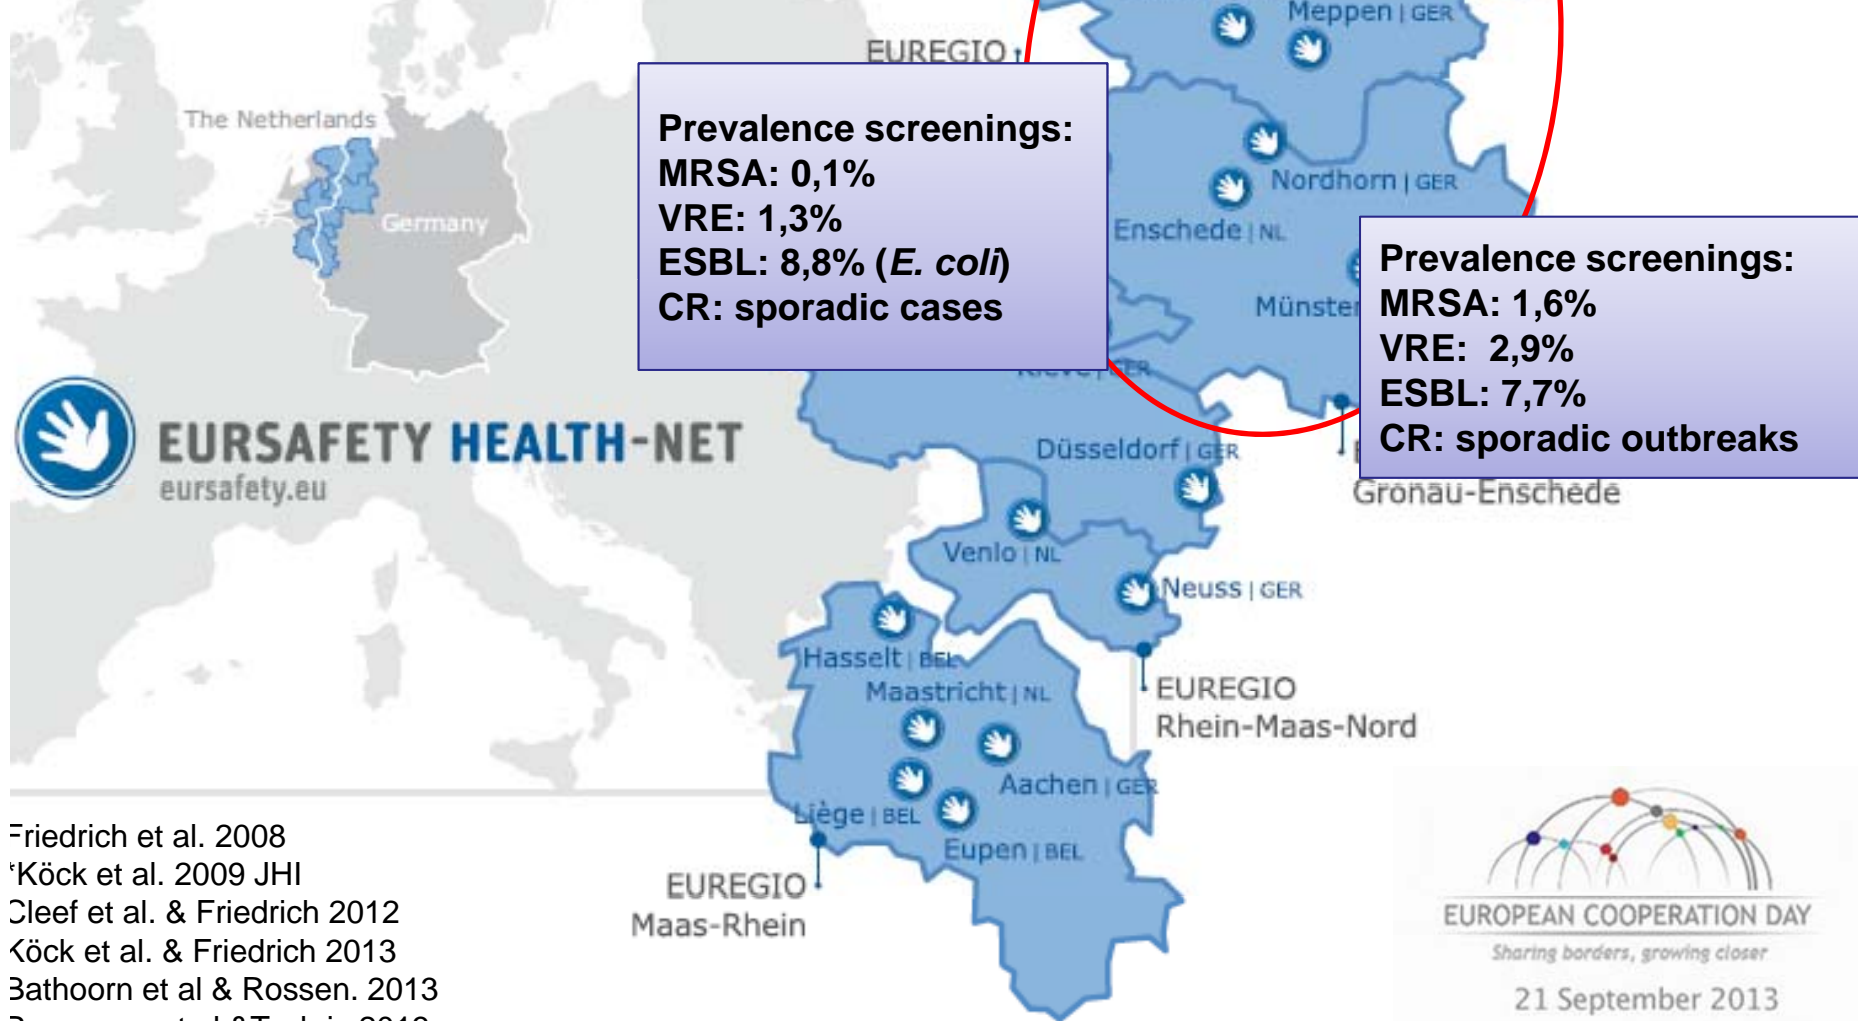 Meppen | GER
EUREGIO
The Netherlands
Germany
Prevalence screenings:
MRSA: 0,1%
VRE: 1,3%
ESBL: 8,8% (E. coli)
CR: sporadic cases
Nordhorn | GER
Enschede | NL
Münster
Prevalence screenings:
MRSA: 1,6%
VRE: 2,9%
ESBL: 7,7%
CR: sporadic outbreaks
Kleve | GER
EURSAFETY HEALTH-NET
eursafety.eu
Düsseldorf | GER
Gronau-Enschede
Venlo | NL
Neuss | GER
Hasselt | BEL
Maastricht | NL
EUREGIO
Rhein-Maas-Nord
Aachen | GER
Liège | BEL
Eupen | BEL
EUREGIO
Maas-Rhein
Friedrich et al. 2008
*Köck et al. 2009 JHI
Cleef et al. & Friedrich 2012
Köck et al. & Friedrich 2013
Bathoorn et al & Rossen. 2013
EUROPEAN COOPERATION DAY
Sharing borders, growing closer
21 September 2013